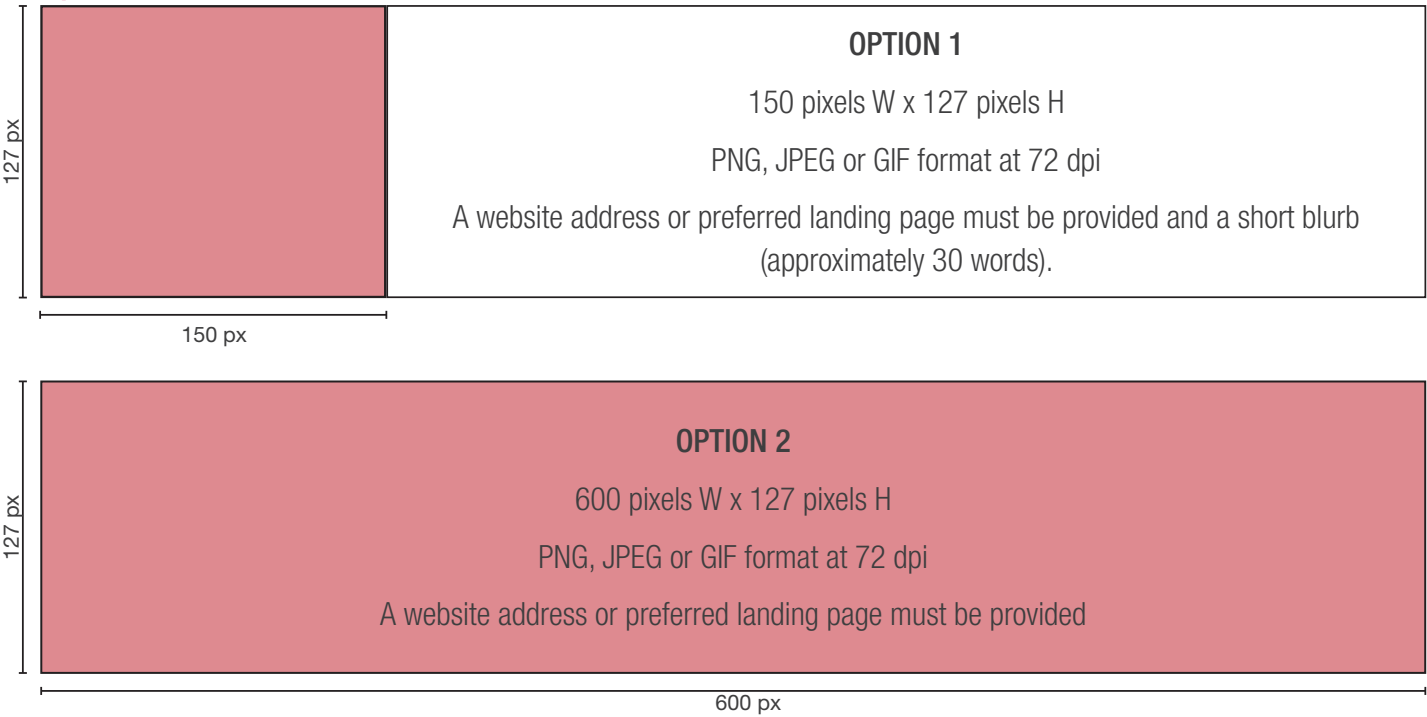 127 px
OPTION 1
150 pixels W x 127 pixels H
PNG, JPEG or GIF format at 72 dpi
A website address or preferred landing page must be provided and a short blurb
(approximately 30 words).
150 px
127 px
OPTION 2
600 pixels W x 127 pixels H
PNG, JPEG or GIF format at 72 dpi
A website address or preferred landing page must be provided
600 px